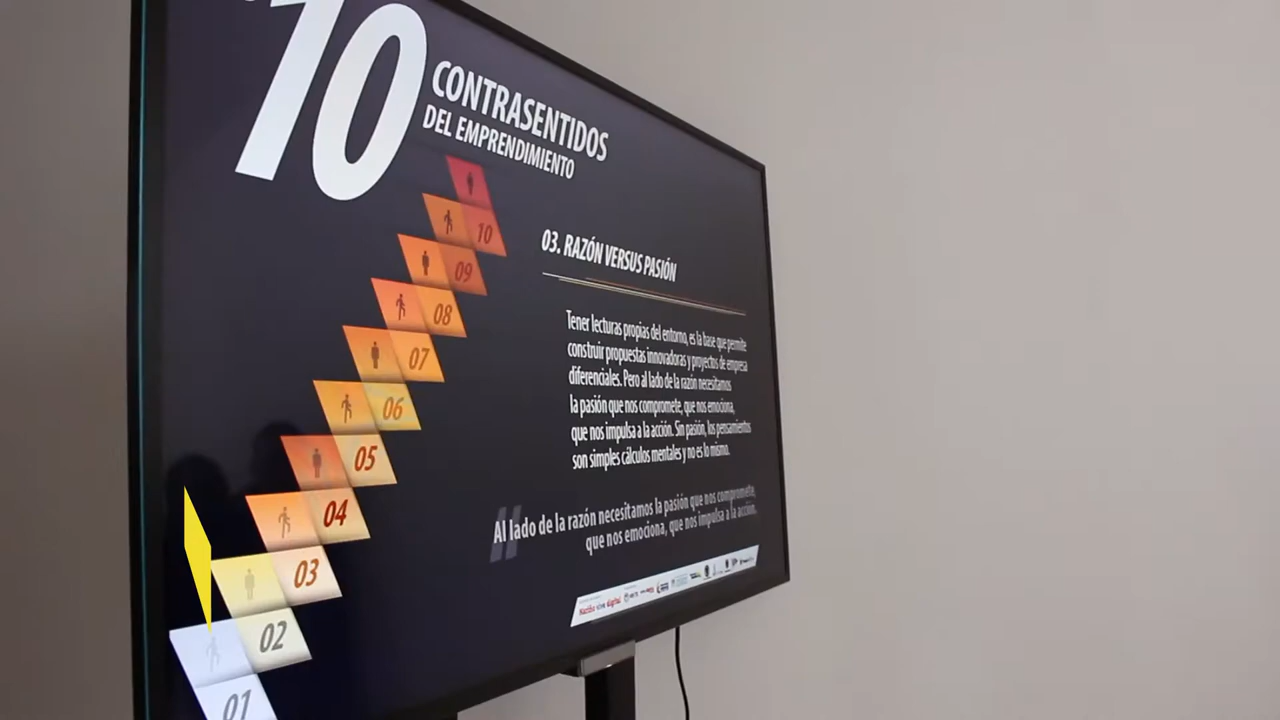 10
CONTRASENTIDOS
DEL EMPRENDIMIENTO
10
09
08
07
06
05
04
03
02
01
03. RAZÓN VERSUS PASIÓN
Tener lecturas propias del entorno, es la base que permite
construir propuestas innovadoras y proyectos de empresa
diferenciales. Pero al lado de la razón necesitamos
la pasión que nos compromete, que nos emociona,
que nos impulsa a la acción. Sin pasión, los pensamientos
son simples cálculos mentales y no es lo mismo.
Al lado de la razón necesitamos la pasión que nos compromete,
que nos emociona, que nos impulsa a la acción.
Nariño vive digital